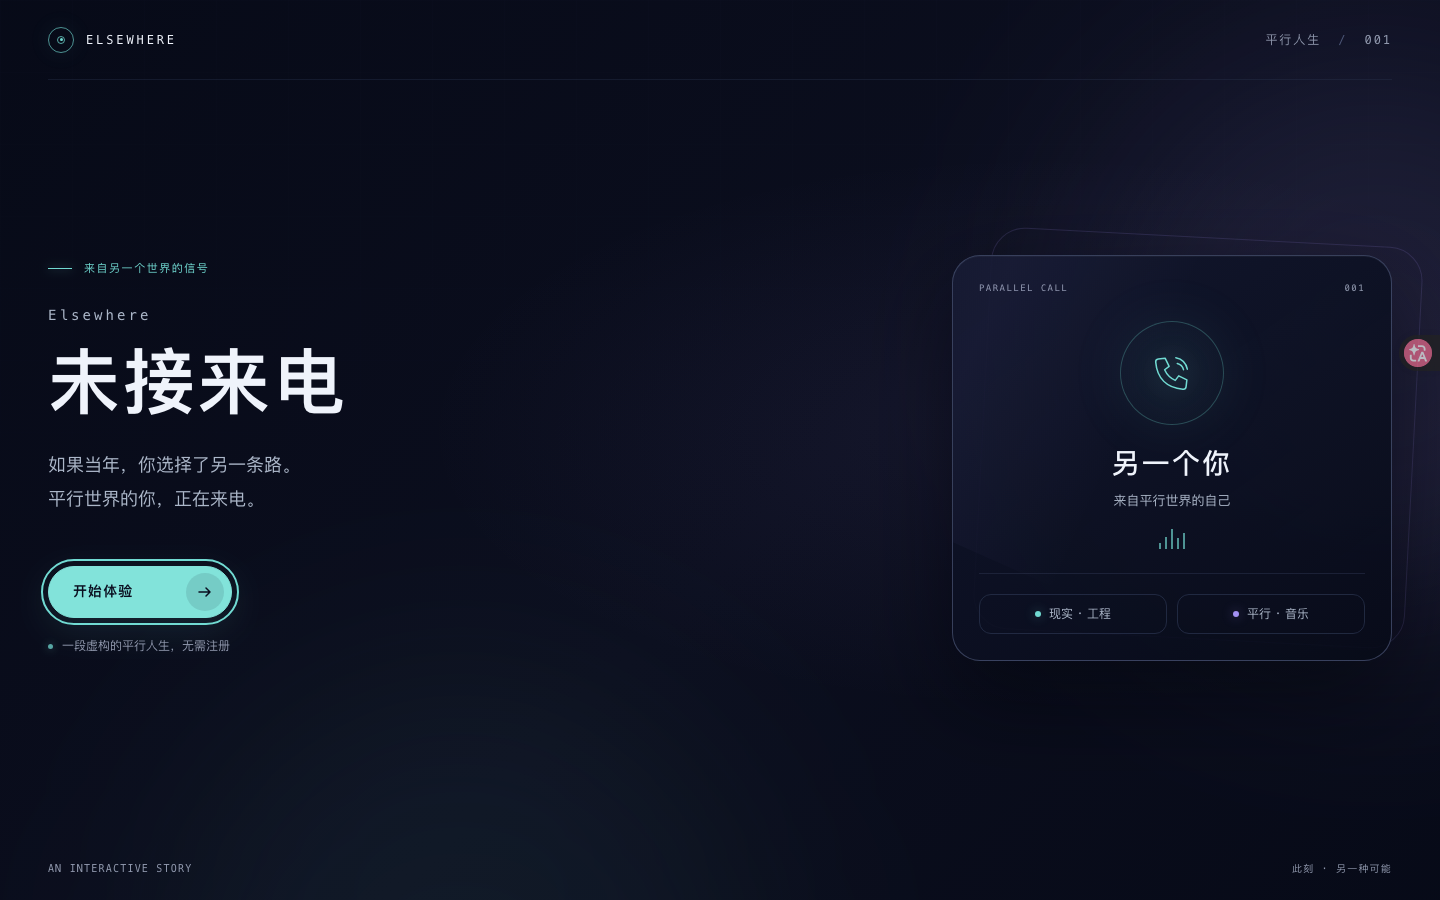 ELSEWHERE
平行人生 / 001
来自另一个世界的信号
Elsewhere
未接来电
如果当年，你选择了另一条路。
平行世界的你，正在来电。
开始体验
一段虚构的平行人生，无需注册
PARALLEL CALL 001
另一个你
来自平行世界的自己
现实 · 工程
平行 · 音乐
AN INTERACTIVE STORY
此刻 · 另一种可能